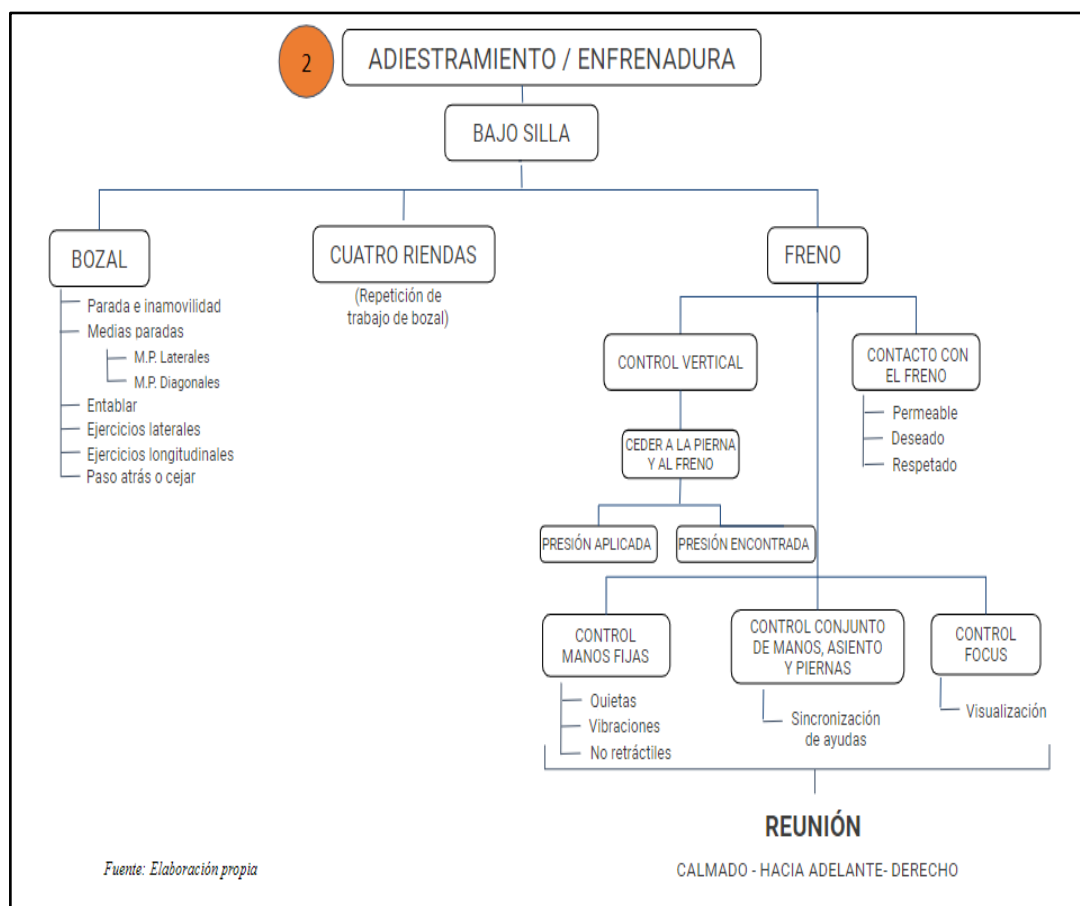 2
ADIESTRAMIENTO / ENFRENADURA
BAJO SILLA
BOZAL
Parada e inamovilidad
Medias paradas
M.P. Laterales
M.P. Diagonales
Entablar
Ejercicios laterales
Ejercicios longitudinales
Paso atrás o cejar
CUATRO RIENDAS
(Repetición de
trabajo de bozal)
FRENO
CONTROL VERTICAL
CEDER A LA PIERNA
Y AL FRENO
PRESIÓN APLICADA
PRESIÓN ENCONTRADA
CONTACTO CON
EL FRENO
Permeable
Deseado
Respetado
CONTROL
MANOS FIJAS
Quietas
Vibraciones
No retráctiles
CONTROL CONJUNTO
DE MANOS, ASIENTO
Y PIERNAS
Sincronización
de ayudas
CONTROL
FOCUS
Visualización
REUNIÓN
CALMADO - HACIA ADELANTE- DERECHO
Fuente: Elaboración propia